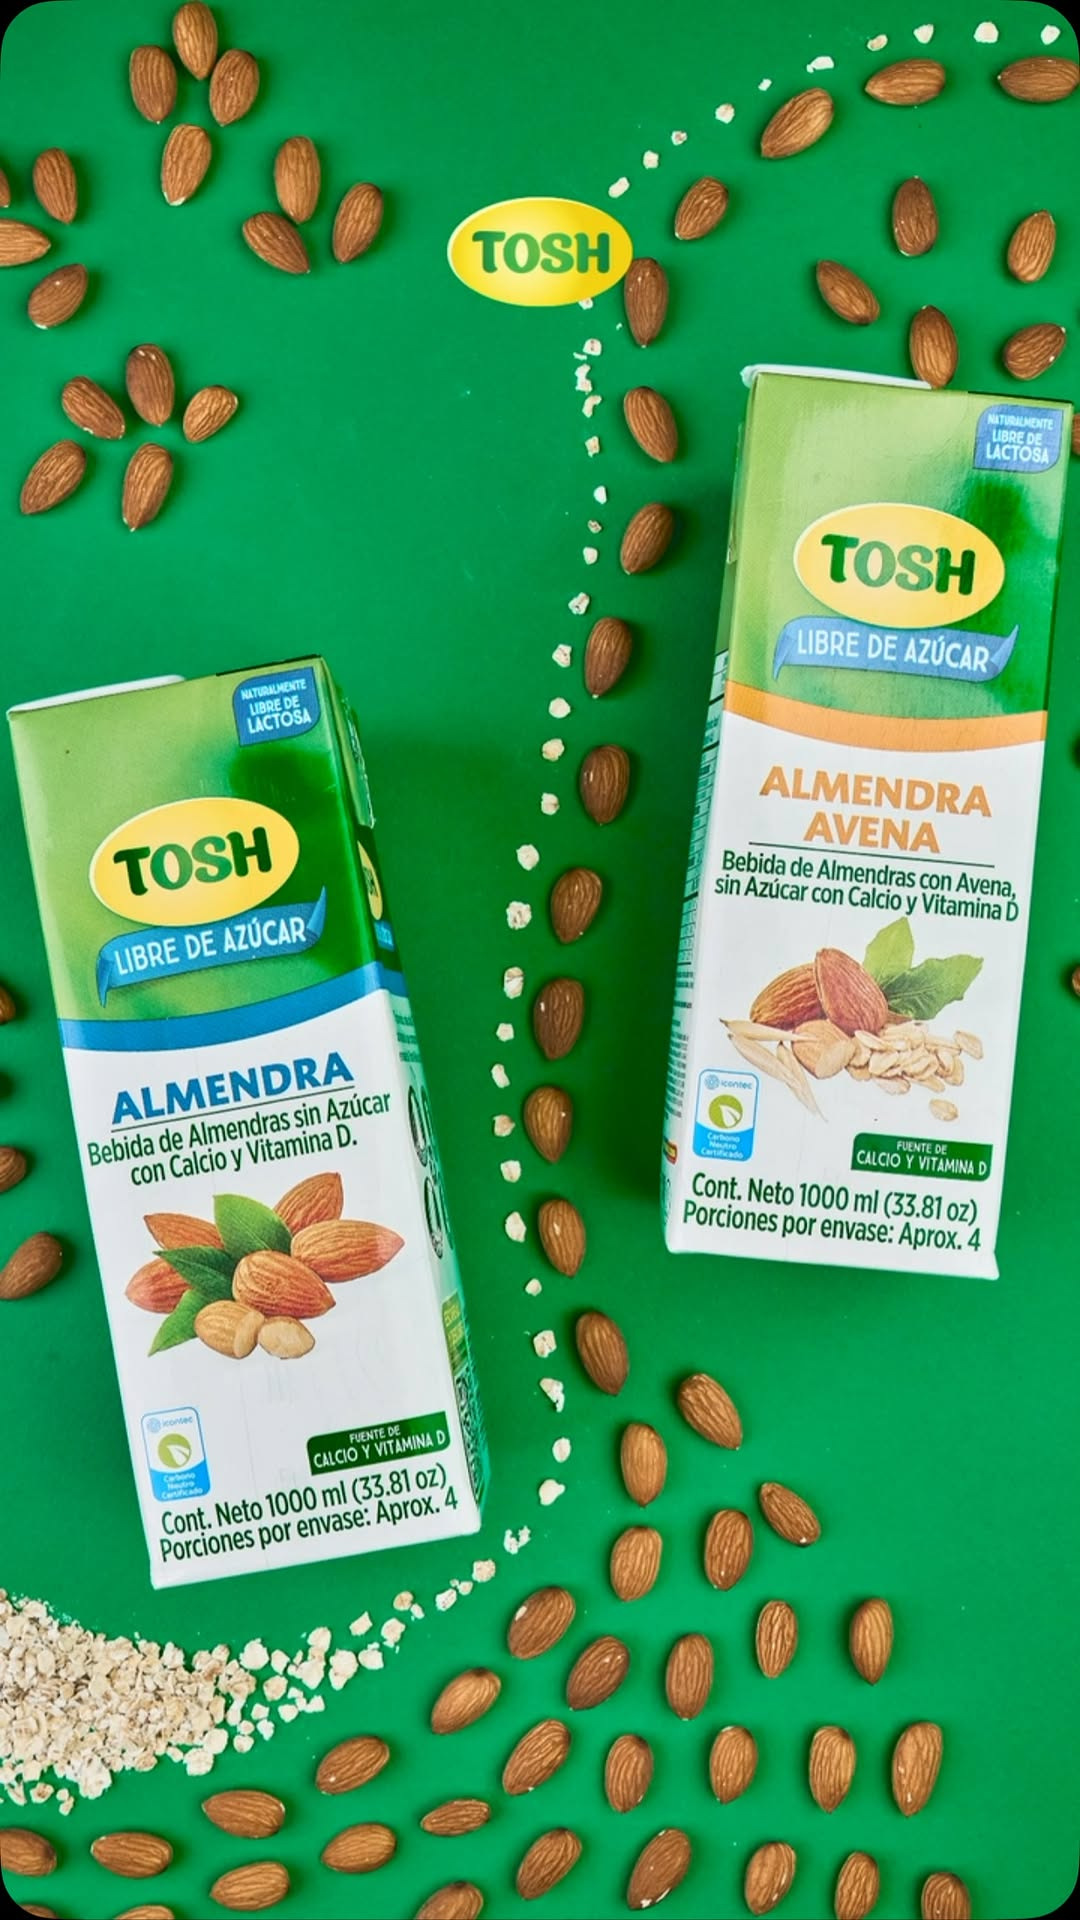 TOSH
NATURALMENTE
LIBRE DE
LACTOSA
TOSH
LIBRE DE AZÚCAR
ALMENDRA
AVENA
Bebida de Almendras con Avena,
sin Azúcar con Calcio y Vitamina D
icontec
Carbono
Neutro
Certificado
FUENTE DE
CALCIO Y VITAMINA D
Cont. Neto 1000 ml (33.81 oz)
Porciones por envase: Aprox. 4
NATURALMENTE
LIBRE DE
LACTOSA
TOSH
LIBRE DE AZÚCAR
ALMENDRA
Bebida de Almendras sin Azúcar
con Calcio y Vitamina D.
icontec
Carbono
Neutro
Certificado
FUENTE DE
CALCIO Y VITAMINA D
Cont. Neto 1000 ml (33.81 oz)
Porciones por envase: Aprox. 4